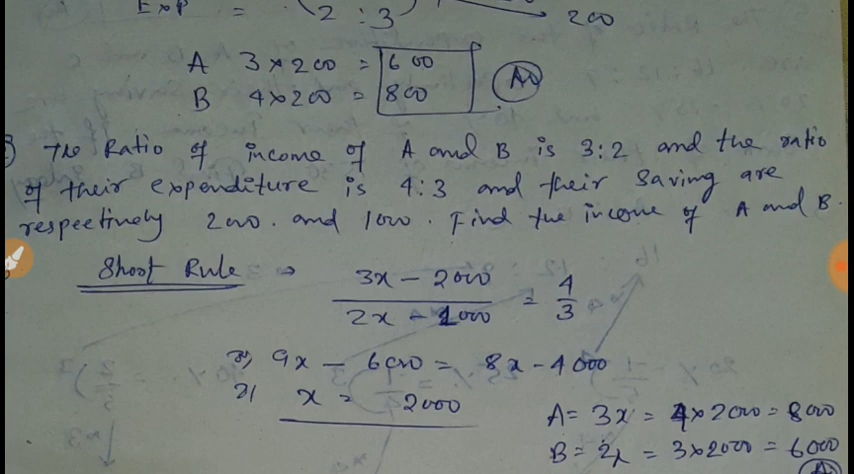 Exp = (2 : 3) 200
A 3 × 200 = 600
B 4 × 200 = 800
The Ratio of income of A and B is 3:2 and the ratio
of their expenditure is 4:3 and their saving are
respectively 2000. and 1000. Find the income of A and B.
Short Rule ⇒ (3x - 2000)/(2x - 1000) = 4/3
⇒ 9x - 6000 = 8x - 4000
⇒ x = 2000
A = 3x = 4 × 2000 = 8000
B = 2x = 3 × 2000 = 6000